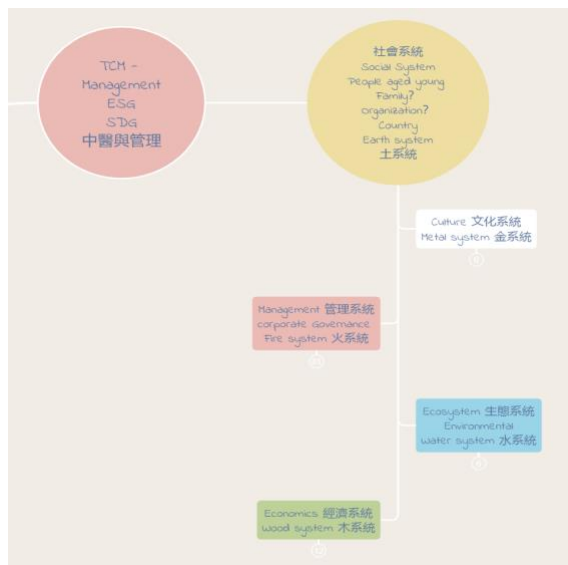 TCM -
Management
ESG
SDG
中醫與管理
社會系統
Social System
People aged young
Family?
Organization?
Country
Earth system
土系統
Culture 文化系統
Metal system 金系統
Management 管理系統
corporate Governance
Fire system 火系統
Ecosystem 生態系統
Environmental
Water system 水系統
Economics 經濟系統
Wood system 木系統